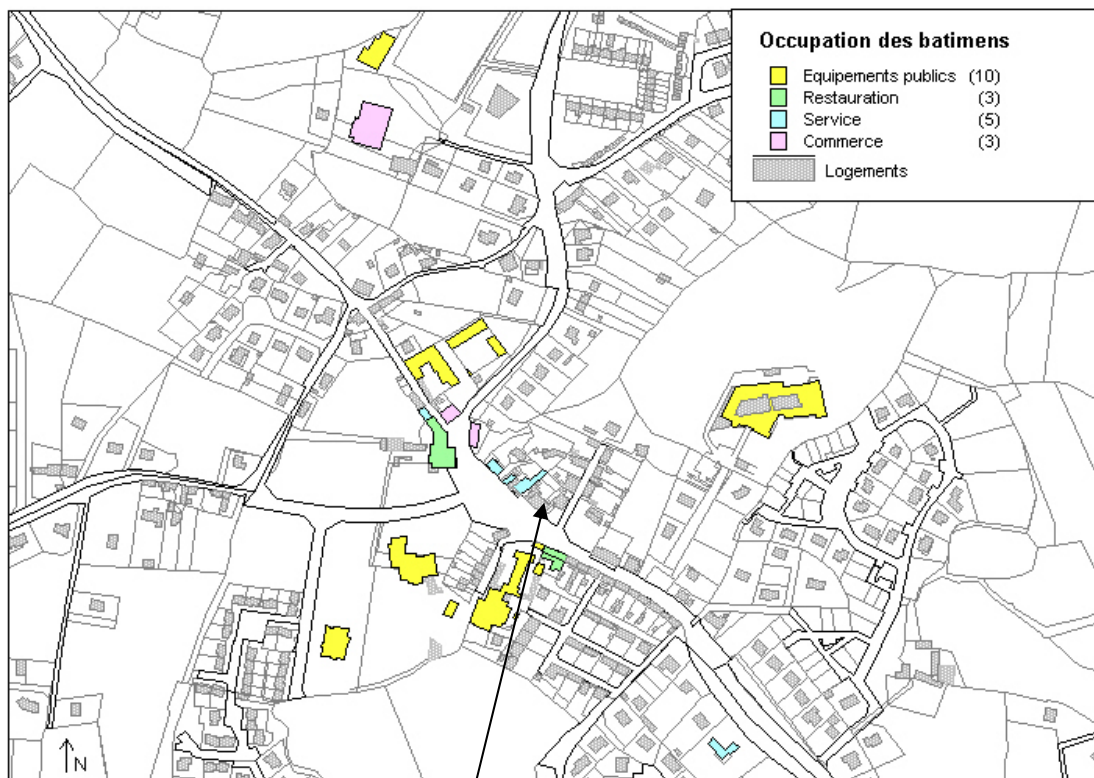 Occupation des batimens
Equipements publics (10)
Restauration (3)
Service (5)
Commerce (3)
Logements
N